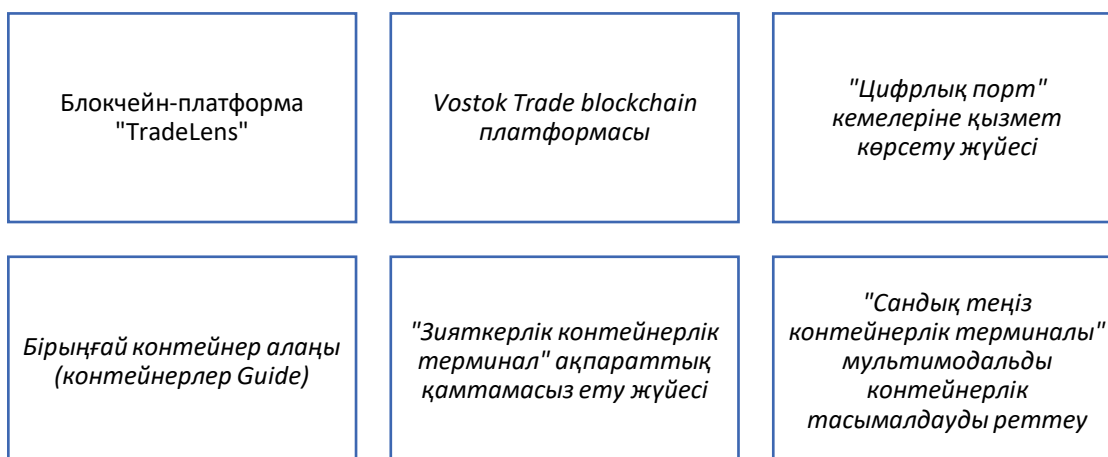 Блокчейн-платформа
"TradeLens"
Vostok Trade blockchain
платформасы
"Цифрлық порт"
кемелеріне қызмет
көрсету жүйесі
Бірыңғай контейнер алаңы
(контейнерлер Guide)
"Зияткерлік контейнерлік
терминал" ақпараттық
қамтамасыз ету жүйесі
"Сандық теңіз
контейнерлік терминалы"
мультимодальды
контейнерлік
тасымалдауды реттеу